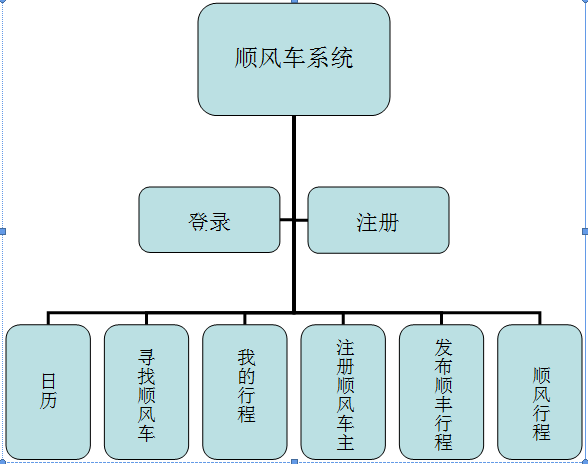 顺风车系统
登录
注册
日历
寻找顺风车
我的行程
注册顺风车主
发布顺丰行程
顺风行程